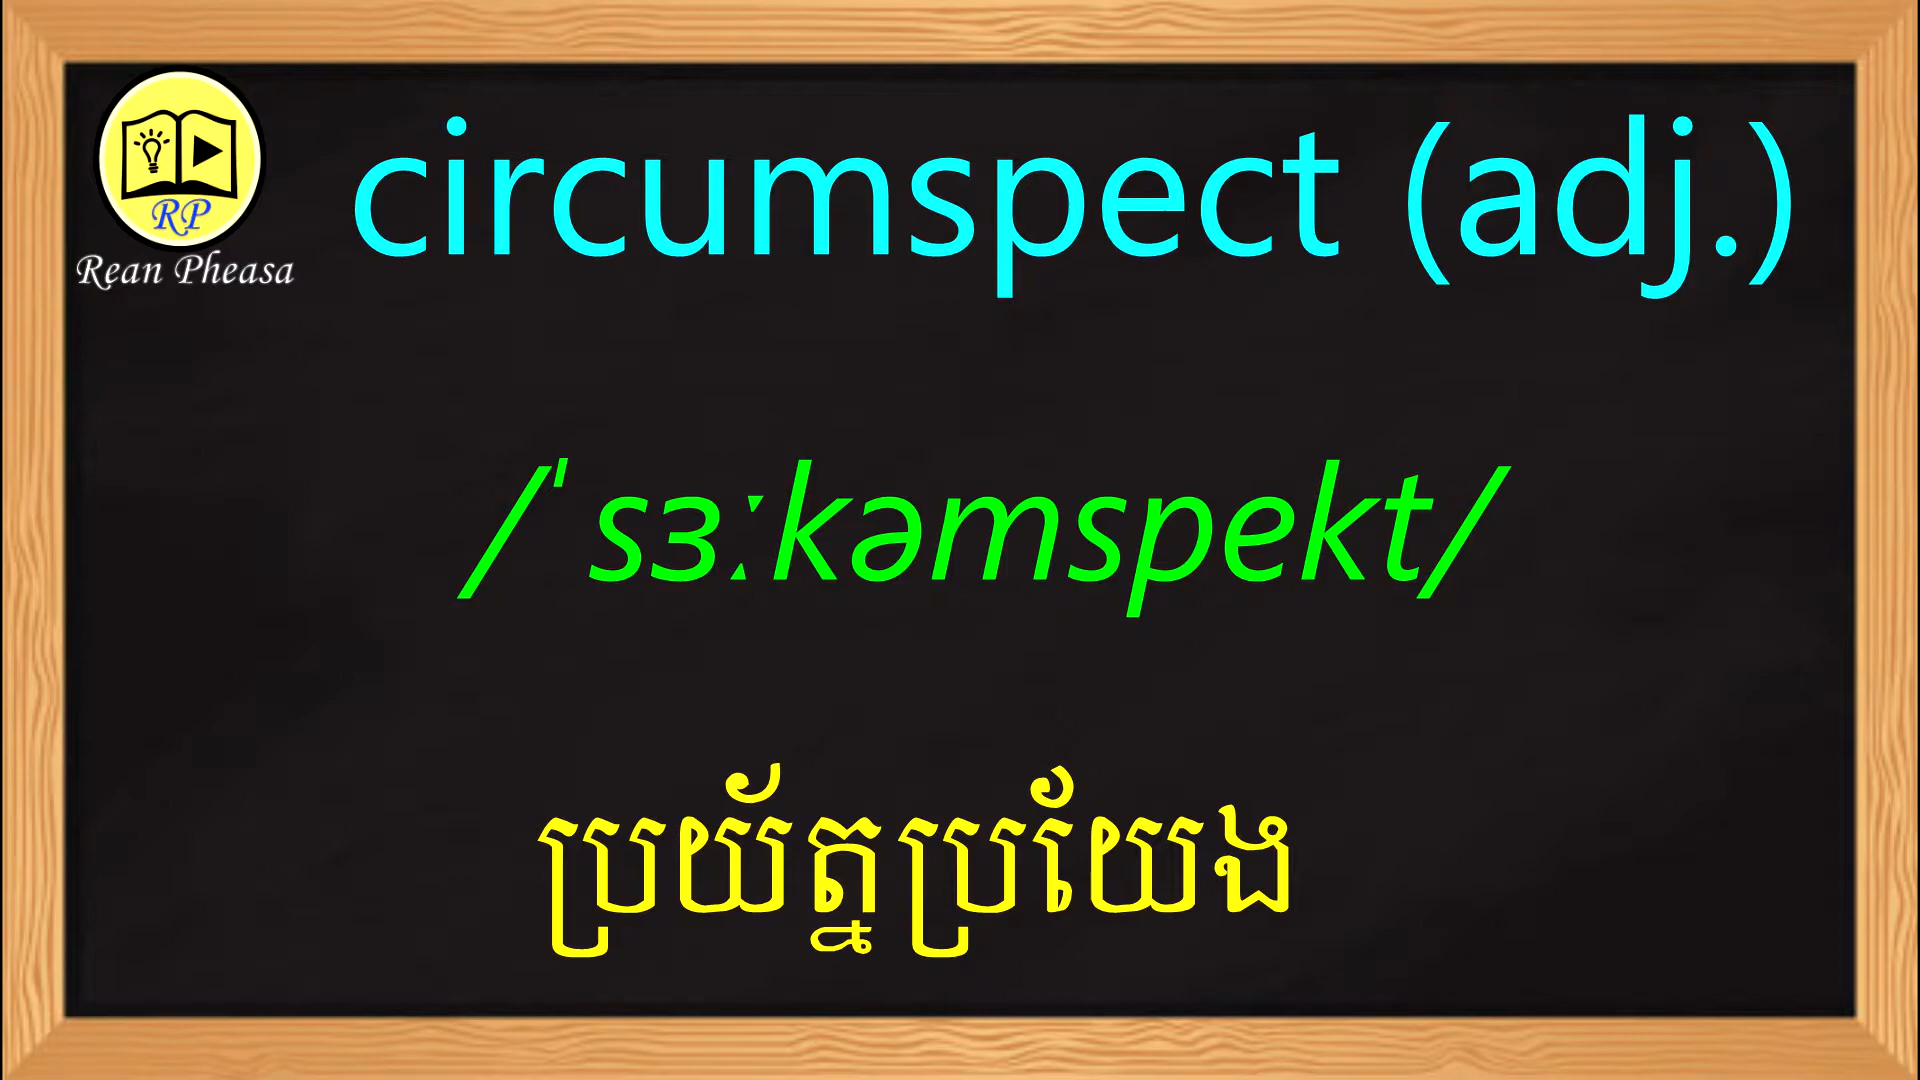 RP
Rean Pheasa
circumspect (adj.)
/ˈsɜːkəmspekt/
ប្រយ័ត្នប្រយែង